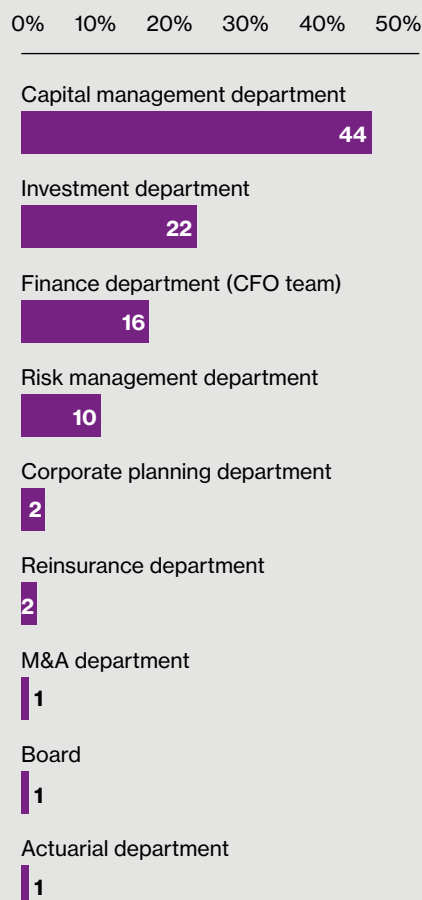 0% 10% 20% 30% 40% 50%
Capital management department
44
Investment department
22
Finance department (CFO team)
16
Risk management department
10
Corporate planning department
2
Reinsurance department
2
M&A department
1
Board
1
Actuarial department
1